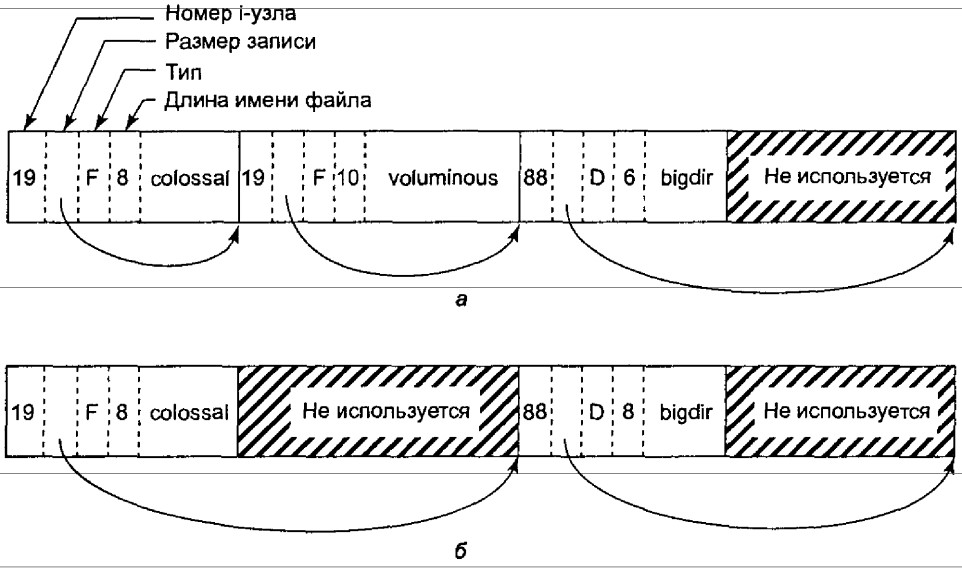 Номер i-узла
Размер записи
Тип
Длина имени файла
19 F 8 colossal 19 F 10 voluminous 88 D 6 bigdir Не используется
а
19 F 8 colossal Не используется 88 D 8 bigdir Не используется
б